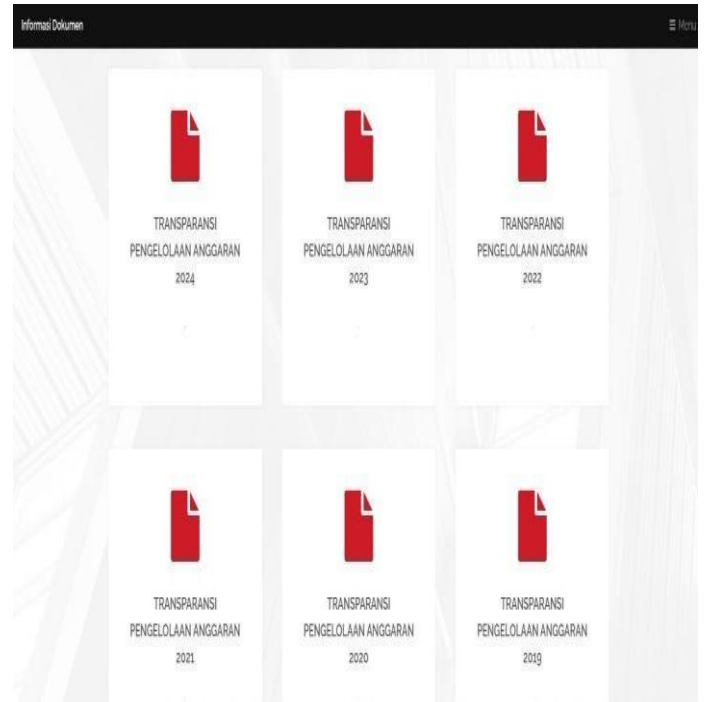 Informasi Dokumen
Menu
TRANSPARANSI
PENGELOLAAN ANGGARAN
2024
TRANSPARANSI
PENGELOLAAN ANGGARAN
2023
TRANSPARANSI
PENGELOLAAN ANGGARAN
2022
TRANSPARANSI
PENGELOLAAN ANGGARAN
2021
TRANSPARANSI
PENGELOLAAN ANGGARAN
2020
TRANSPARANSI
PENGELOLAAN ANGGARAN
2019